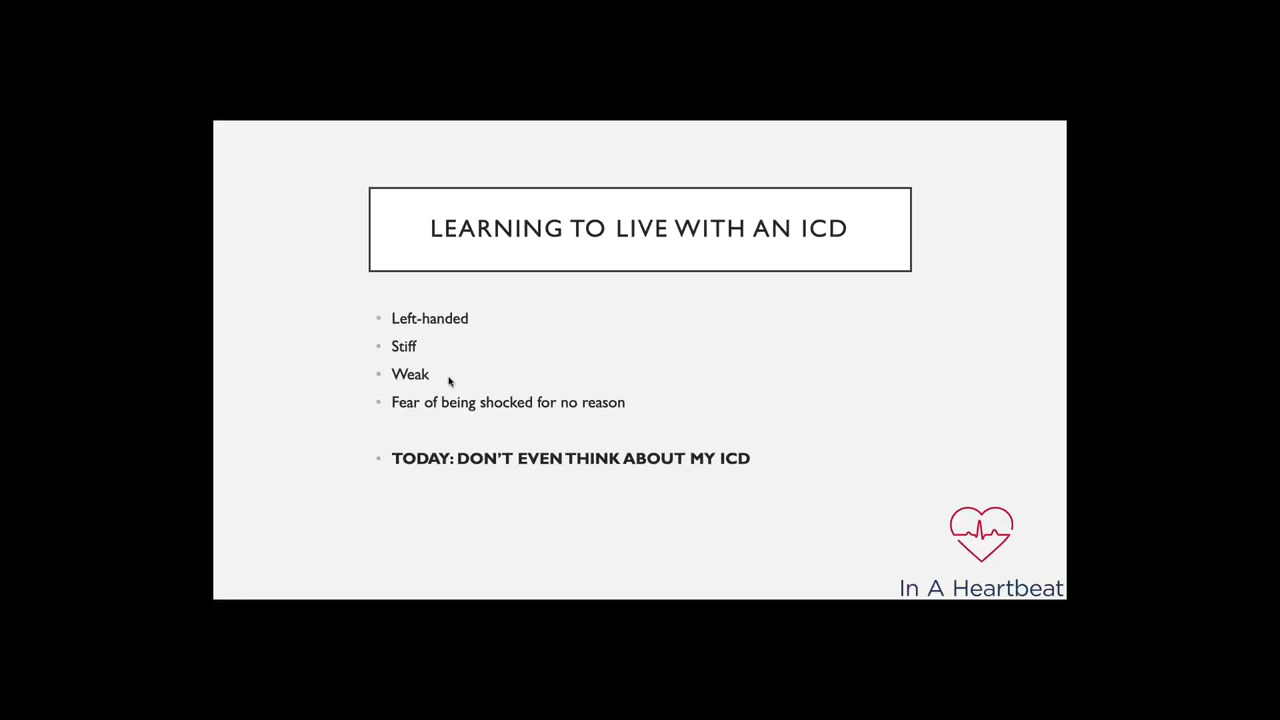 LEARNING TO LIVE WITH AN ICD
Left-handed
Stiff
Weak
Fear of being shocked for no reason
TODAY: DON'T EVEN THINK ABOUT MY ICD
In A Heartbeat